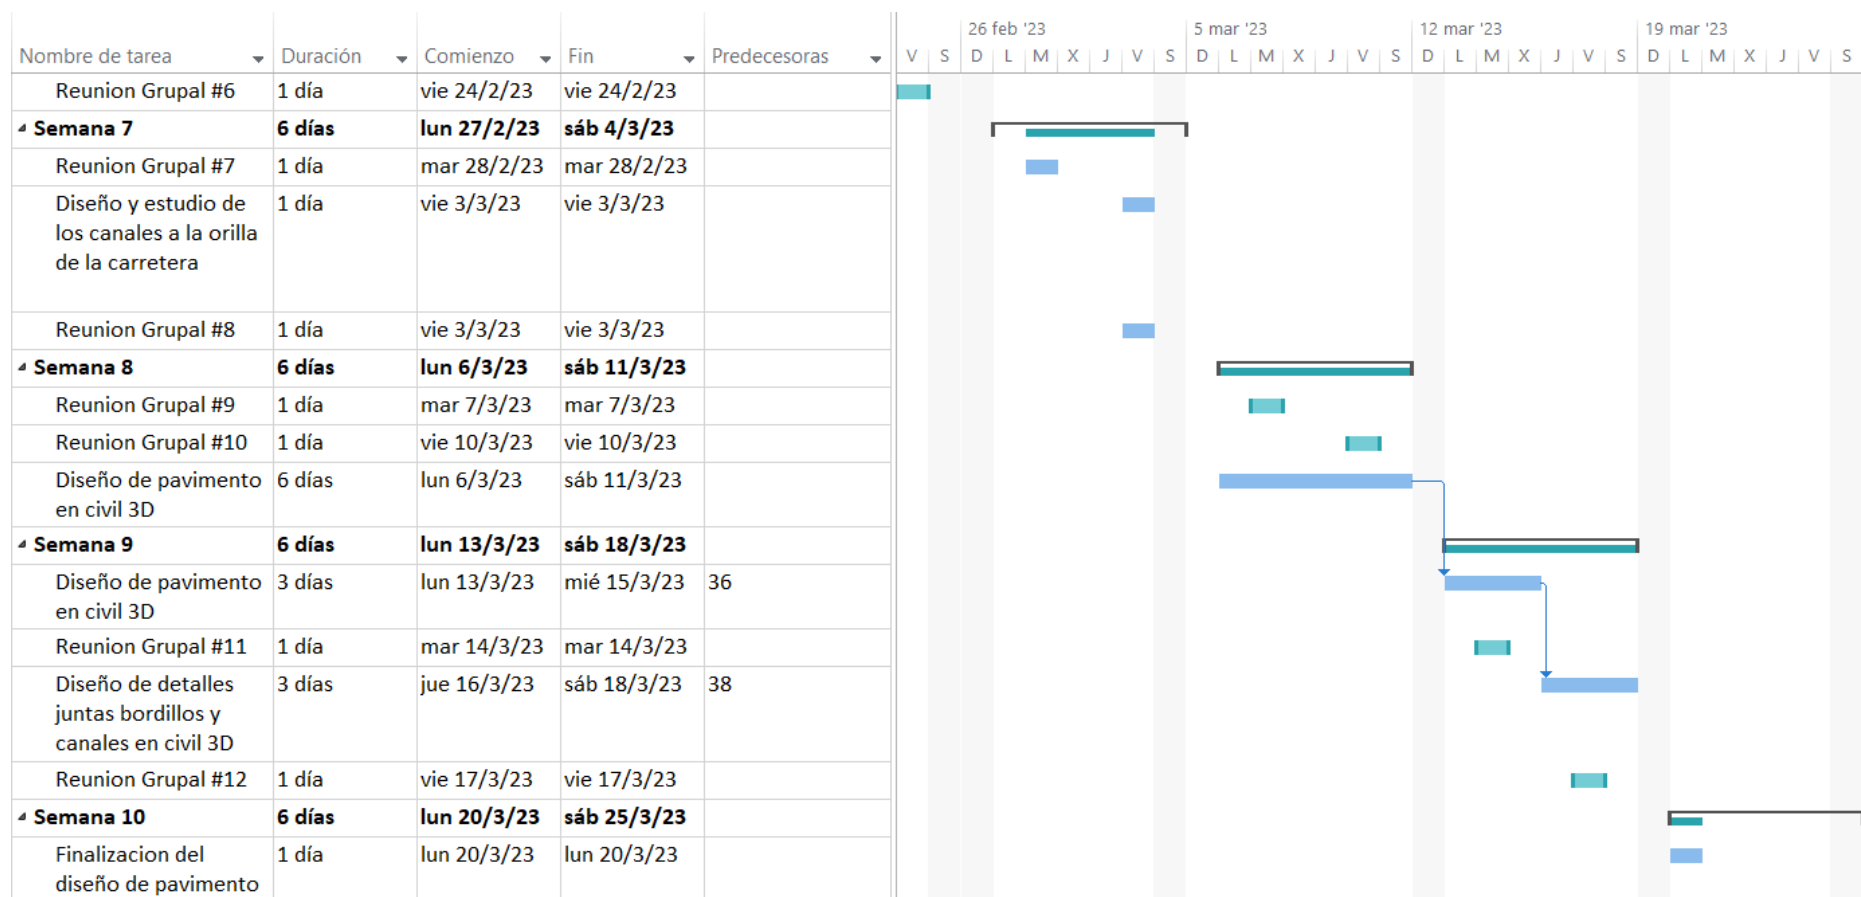 26 feb '23 5 mar '23 12 mar '23 19 mar '23
Nombre de tarea Duración Comienzo Fin Predecesoras V S D L M X J V S D L M X J V S D L M X J V S D L M X J V S
Reunion Grupal #6 1 día vie 24/2/23 vie 24/2/23
Semana 7 6 días lun 27/2/23 sáb 4/3/23
Reunion Grupal #7 1 día mar 28/2/23 mar 28/2/23
Diseño y estudio de 1 día vie 3/3/23 vie 3/3/23
los canales a la orilla
de la carretera
Reunion Grupal #8 1 día vie 3/3/23 vie 3/3/23
Semana 8 6 días lun 6/3/23 sáb 11/3/23
Reunion Grupal #9 1 día mar 7/3/23 mar 7/3/23
Reunion Grupal #10 1 día vie 10/3/23 vie 10/3/23
Diseño de pavimento 6 días lun 6/3/23 sáb 11/3/23
en civil 3D
Semana 9 6 días lun 13/3/23 sáb 18/3/23
Diseño de pavimento 3 días lun 13/3/23 mié 15/3/23 36
en civil 3D
Reunion Grupal #11 1 día mar 14/3/23 mar 14/3/23
Diseño de detalles 3 días jue 16/3/23 sáb 18/3/23 38
juntas bordillos y
canales en civil 3D
Reunion Grupal #12 1 día vie 17/3/23 vie 17/3/23
Semana 10 6 días lun 20/3/23 sáb 25/3/23
Finalizacion del 1 día lun 20/3/23 lun 20/3/23
diseño de pavimento